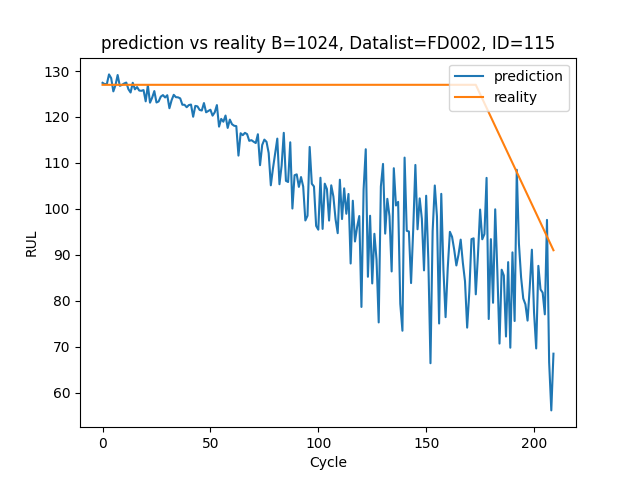 prediction vs reality B=1024, Datalist=FD002, ID=115
prediction
reality
130
120
110
100
90
80
70
60
RUL
0
50
100
150
200
Cycle